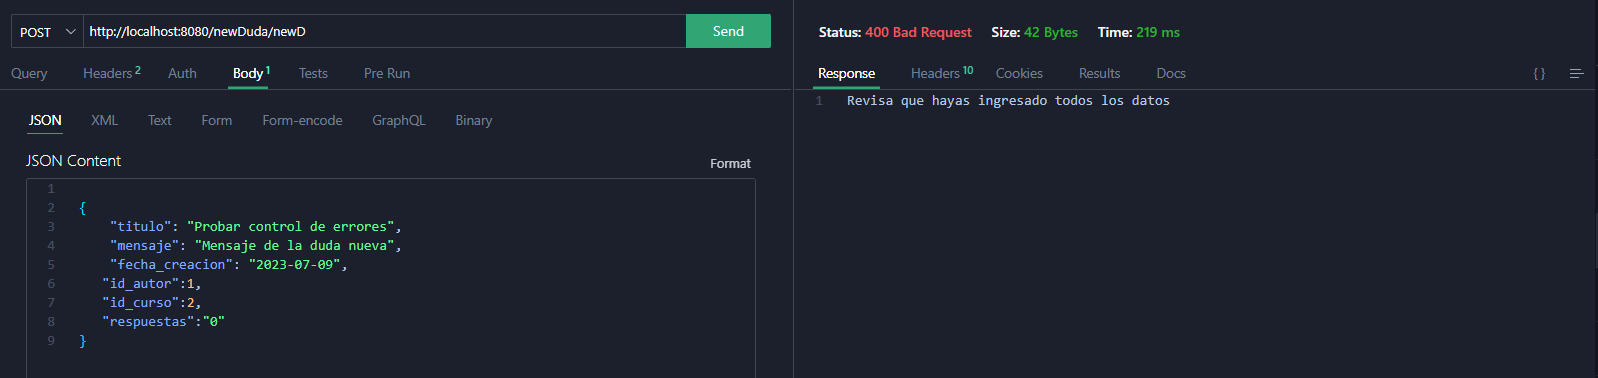 POST http://localhost:8080/newDuda/newD Send
Query Headers 2 Auth Body 1 Tests Pre Run
JSON XML Text Form Form-encode GraphQL Binary
JSON Content
Format
1
2 {
3 "titulo": "Probar control de errores",
4 "mensaje": "Mensaje de la duda nueva",
5 "fecha_creacion": "2023-07-09",
6 "id_autor":1,
7 "id_curso":2,
8 "respuestas":"0"
9 }
Status: 400 Bad Request Size: 42 Bytes Time: 219 ms
Response Headers 10 Cookies Results Docs { }
1 Revisa que hayas ingresado todos los datos